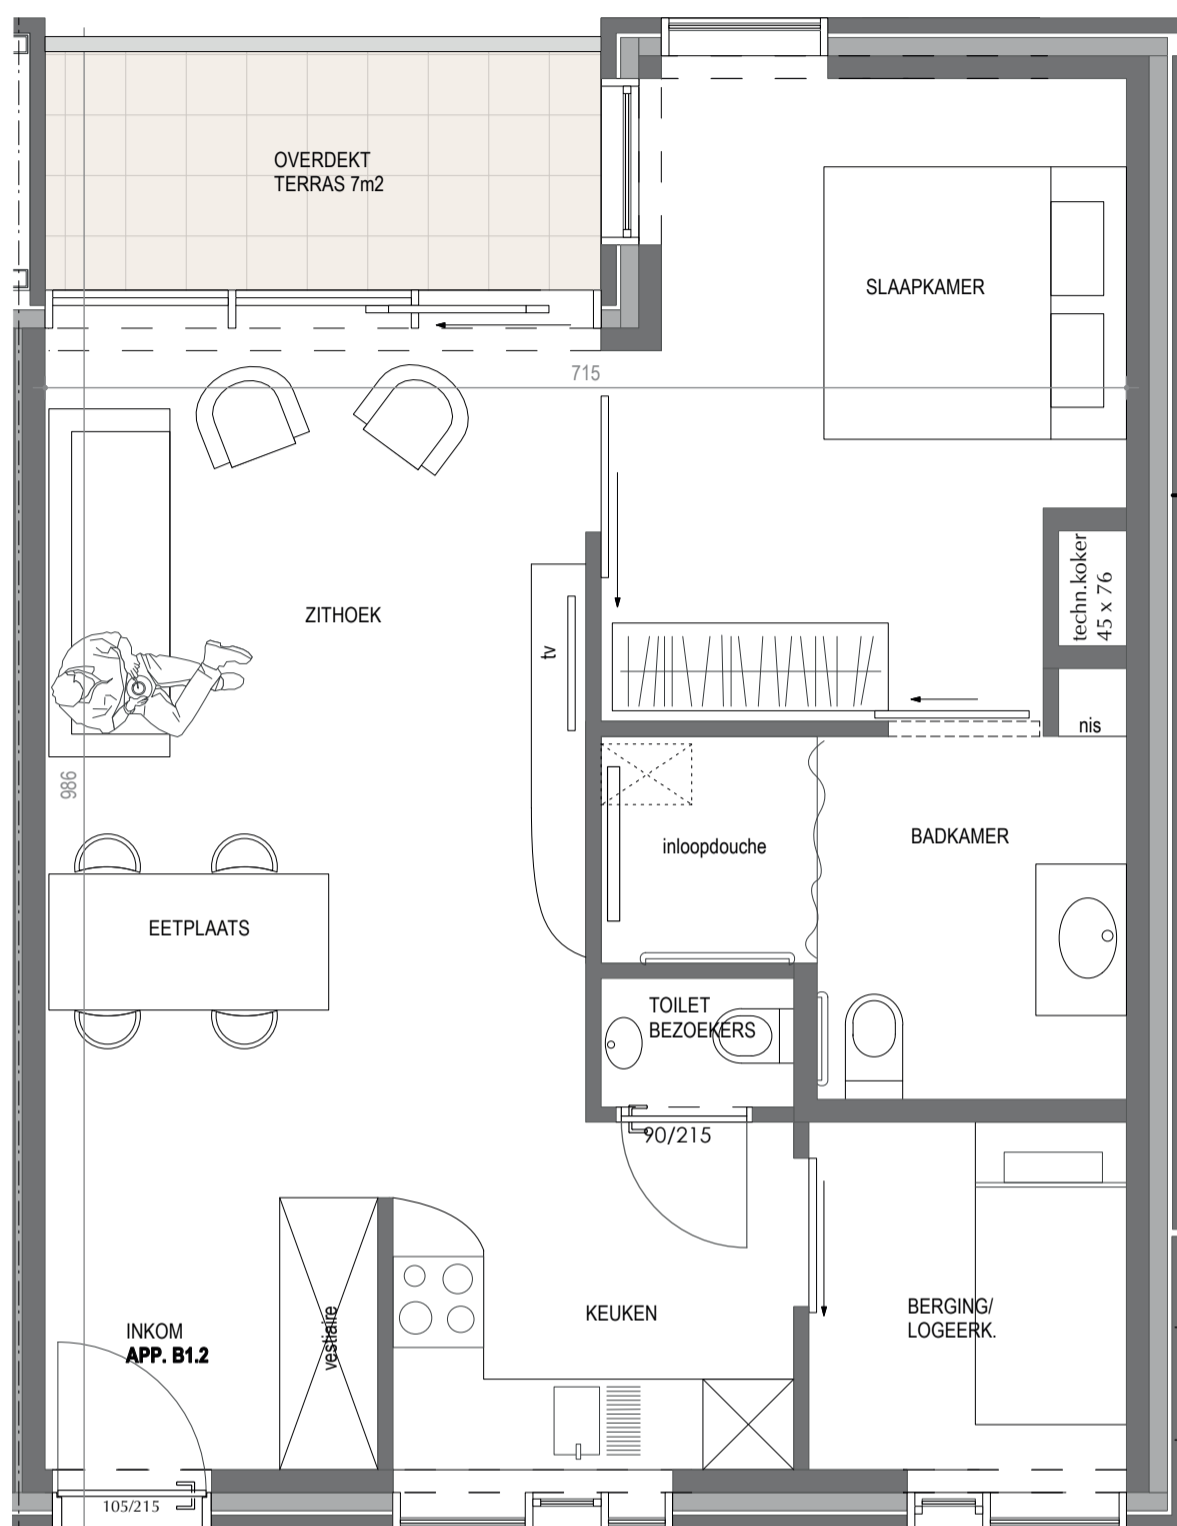 OVERDEKT
TERRAS 7m2
SLAAPKAMER
715
techn.koker
45 x 76
ZITHOEK
tv
nis
986
inloopdouche
BADKAMER
EETPLAATS
TOILET
BEZOEKERS
90/215
KEUKEN
BERGING/
LOGEERK.
INKOM
APP. B1.2
vestiaire
105/215